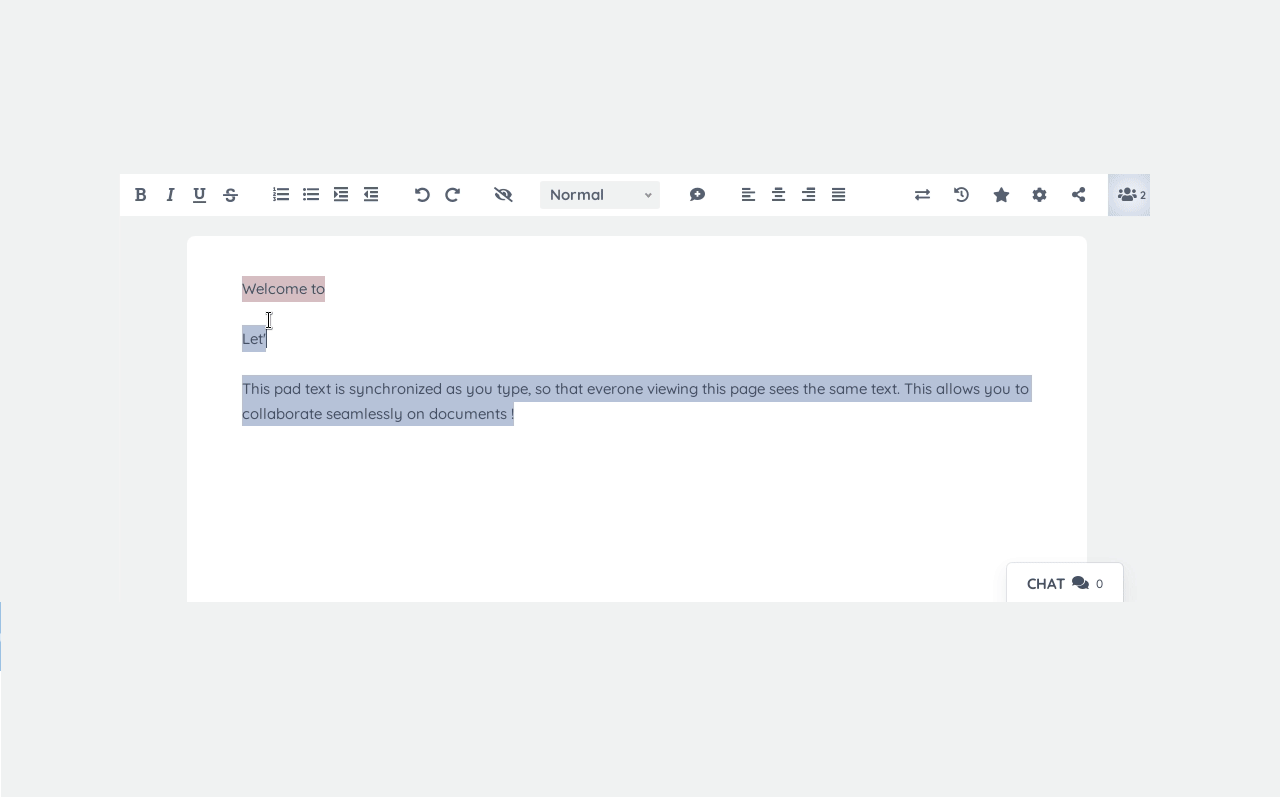 Normal
2
Welcome to
Let'
This pad text is synchronized as you type, so that everone viewing this page sees the same text. This allows you to
collaborate seamlessly on documents !
CHAT 0